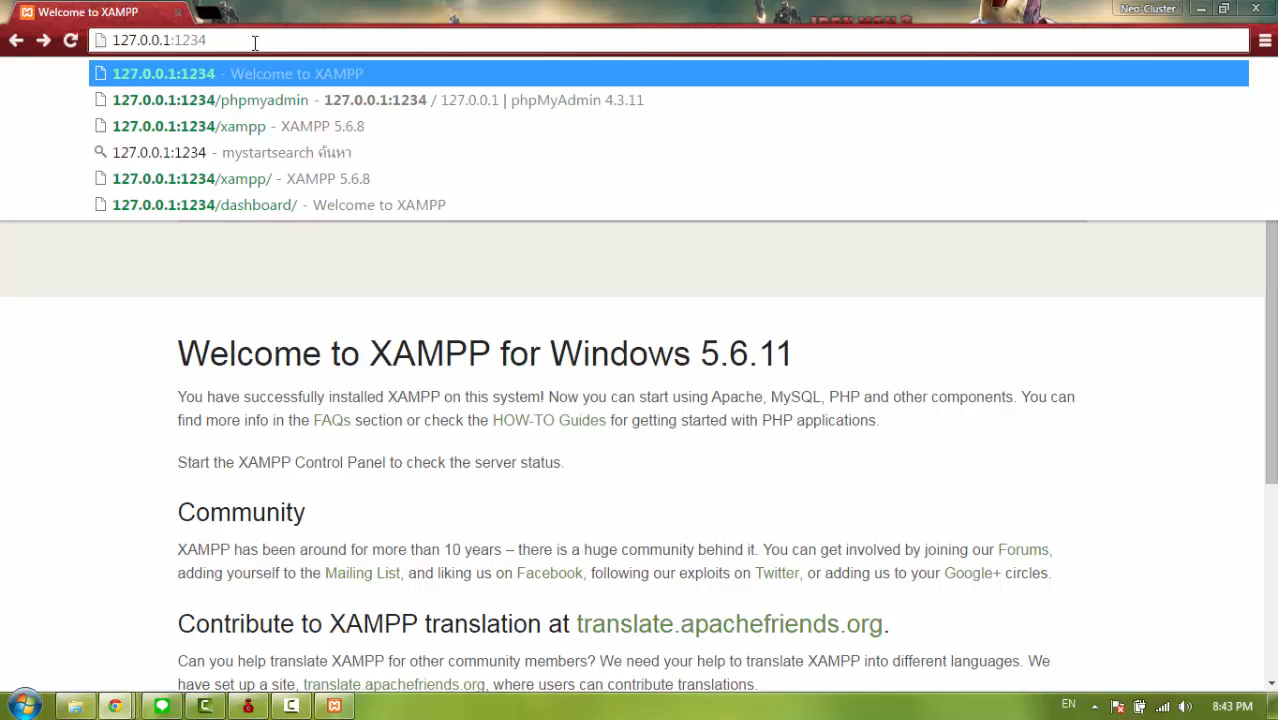 Welcome to XAMPP
Neo-Cluster
IRON MAN 3
127.0.0.1:1234
127.0.0.1:1234 - Welcome to XAMPP
127.0.0.1:1234/phpmyadmin - 127.0.0.1:1234 / 127.0.0.1 | phpMyAdmin 4.3.11
127.0.0.1:1234/xampp - XAMPP 5.6.8
127.0.0.1:1234 - mystartsearch ค้นหา
127.0.0.1:1234/xampp/ - XAMPP 5.6.8
127.0.0.1:1234/dashboard/ - Welcome to XAMPP
Welcome to XAMPP for Windows 5.6.11
You have successfully installed XAMPP on this system! Now you can start using Apache, MySQL, PHP and other components. You can
find more info in the FAQs section or check the HOW-TO Guides for getting started with PHP applications.
Start the XAMPP Control Panel to check the server status.
Community
XAMPP has been around for more than 10 years – there is a huge community behind it. You can get involved by joining our Forums,
adding yourself to the Mailing List, and liking us on Facebook, following our exploits on Twitter, or adding us to your Google+ circles.
Contribute to XAMPP translation at translate.apachefriends.org.
Can you help translate XAMPP for other community members? We need your help to translate XAMPP into different languages. We
have set up a site, translate.apachefriends.org, where users can contribute translations.
EN
8:43 PM